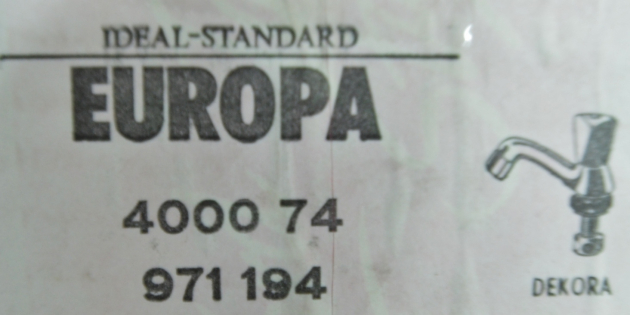 IDEAL-STANDARD
EUROPA
4000 74
971 194
DEKORA